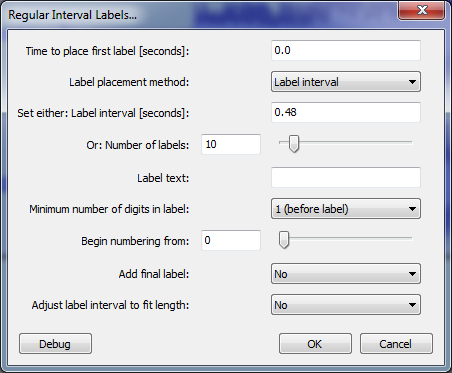 Regular Interval Labels...
Time to place first label [seconds]: 0.0
Label placement method: Label interval
Set either: Label interval [seconds]: 0.48
Or: Number of labels: 10
Label text:
Minimum number of digits in label: 1 (before label)
Begin numbering from: 0
Add final label: No
Adjust label interval to fit length: No
Debug OK Cancel